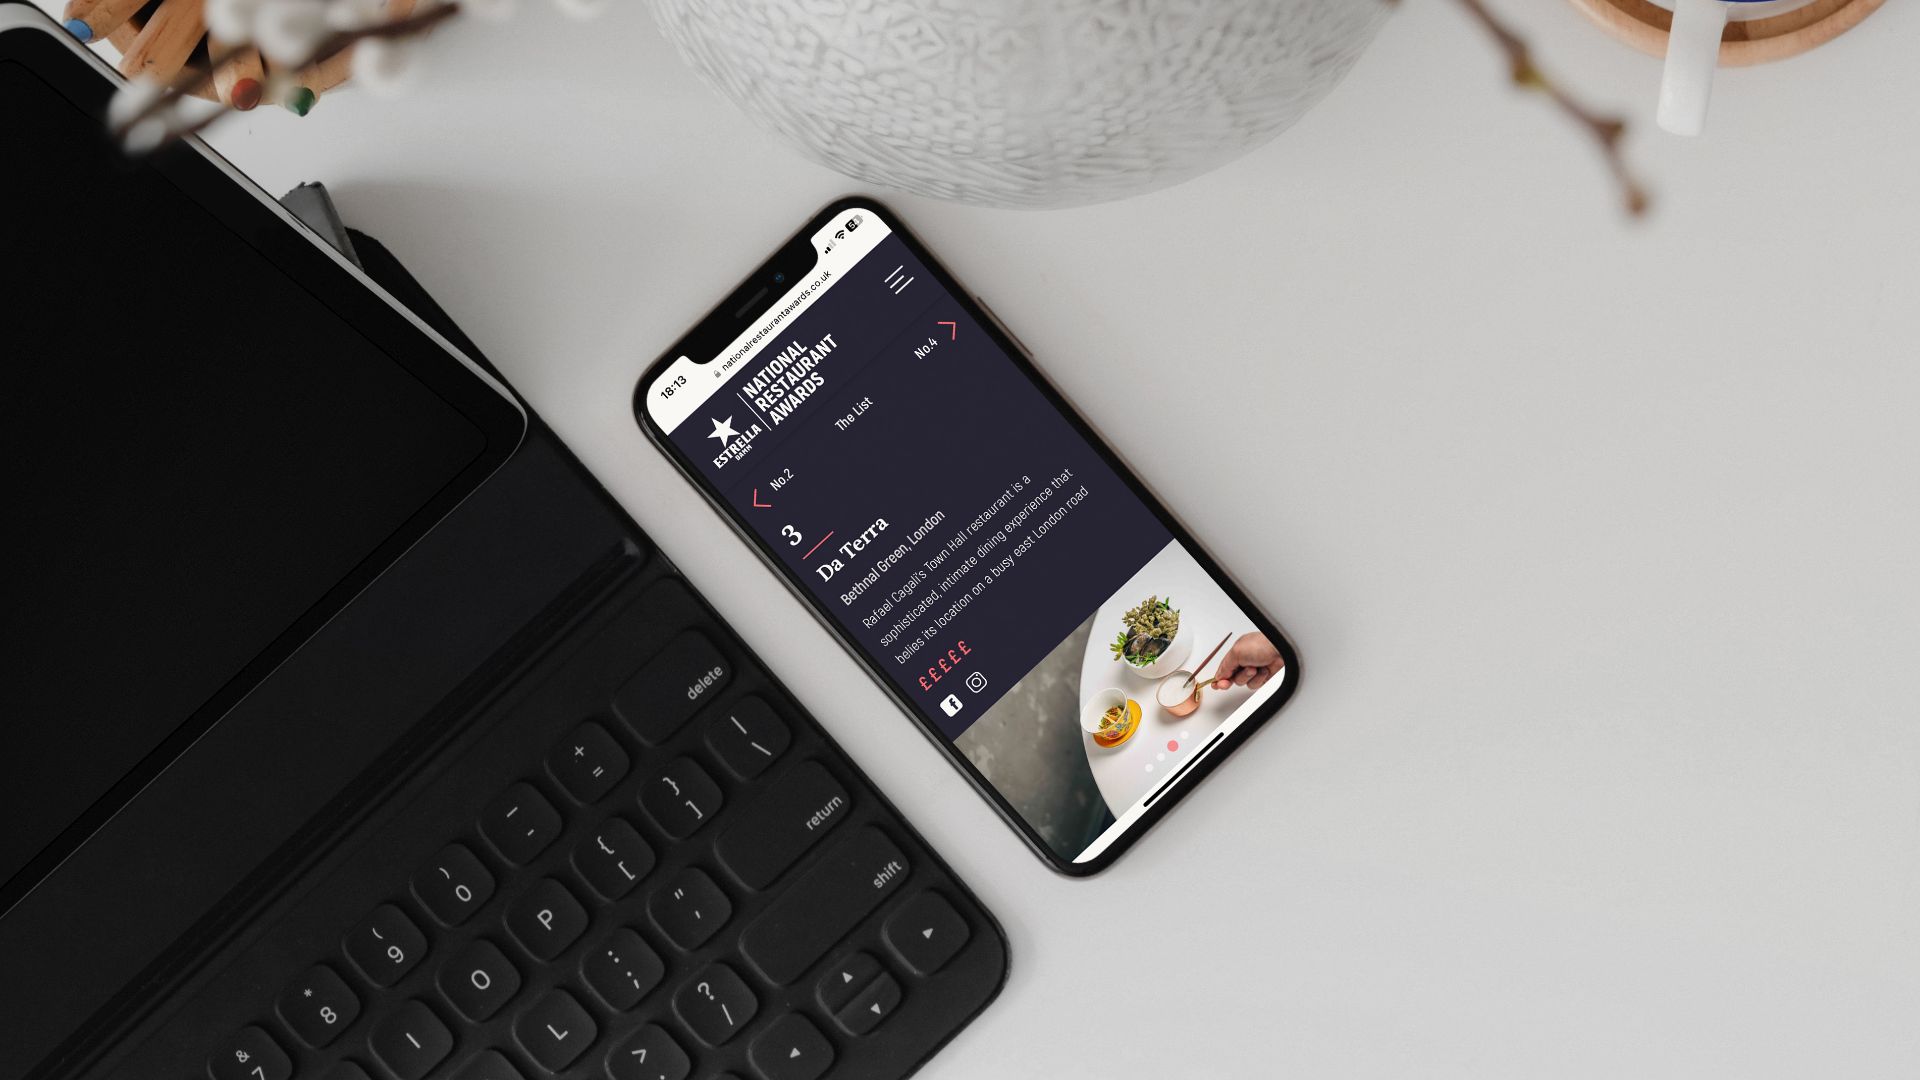 18:13
54
nationalrestaurantawards.co.uk
ESTRELLA
DAMM
NATIONAL
RESTAURANT
AWARDS
No.2
The List
No.4
3
Da Terra
Bethnal Green, London
Rafael Cagali's Town Hall restaurant is a
sophisticated, intimate dining experience that
belies its location on a busy east London road
£££££
delete
+
=
|
\
-
}
]
return
)
0
{
[
shift
(
9
P
"
'
*
8
O
:
;
&
7
I
L
?
/
>